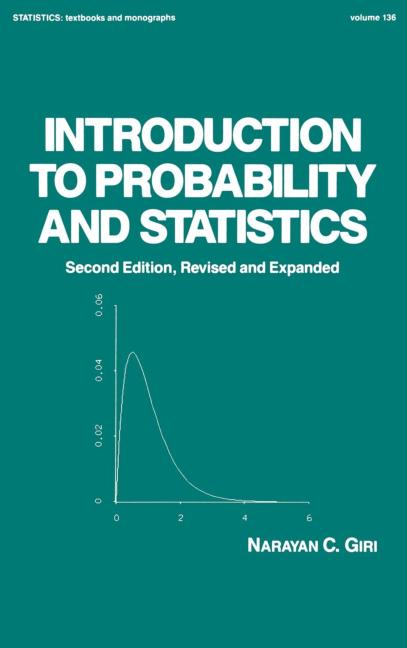 STATISTICS: textbooks and monographs
volume 136
INTRODUCTION
TO PROBABILITY
AND STATISTICS
Second Edition, Revised and Expanded
0.06
0.04
0.02
0
0 2 4 6
NARAYAN C. GIRI